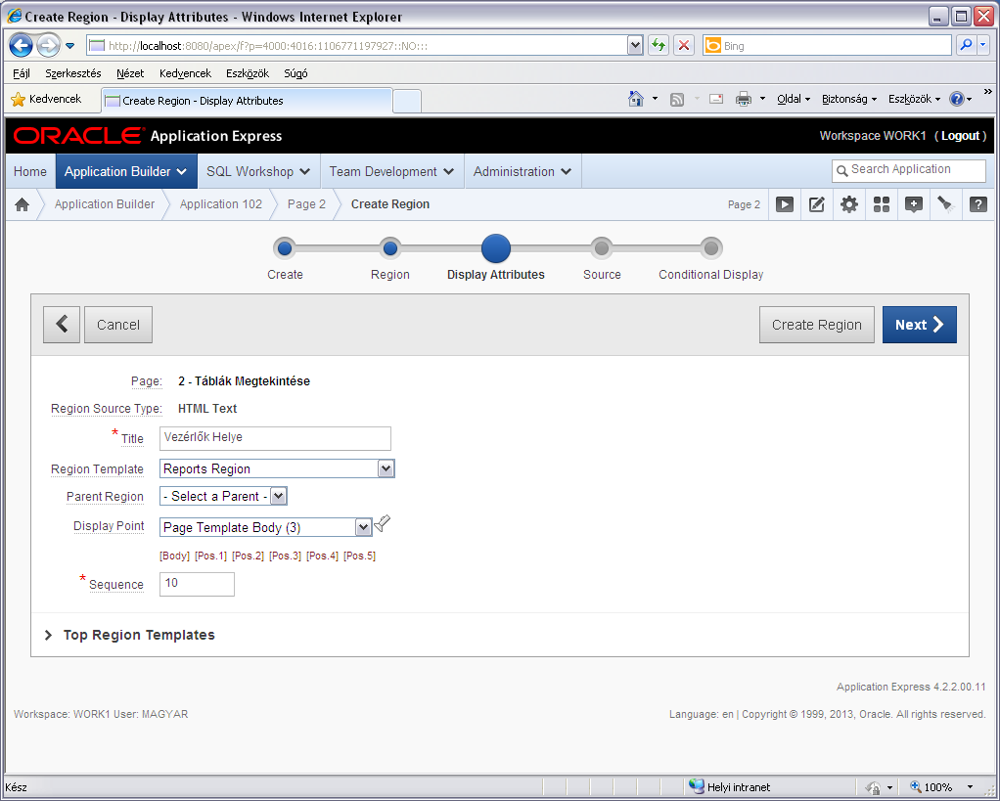 Create Region - Display Attributes - Windows Internet Explorer
http://localhost:8080/apex/f?p=4000:4016:1106771197927::NO:::
Bing
Fájl Szerkesztés Nézet Kedvencek Eszközök Súgó
Kedvencek Create Region - Display Attributes Oldal Biztonság Eszközök
ORACLE Application Express Workspace WORK1 ( Logout )
Home Application Builder SQL Workshop Team Development Administration Search Application
Application Builder Application 102 Page 2 Create Region Page 2
Create Region Display Attributes Source Conditional Display
Cancel Create Region Next
Page: 2 - Táblák Megtekintése
Region Source Type: HTML Text
* Title Vezérlők Helye
Region Template Reports Region
Parent Region - Select a Parent -
Display Point Page Template Body (3)
[Body] [Pos.1] [Pos.2] [Pos.3] [Pos.4] [Pos.5]
* Sequence 10
Top Region Templates
Application Express 4.2.2.00.11
Workspace: WORK1 User: MAGYAR Language: en | Copyright © 1999, 2013, Oracle. All rights reserved.
Kész Helyi intranet 100%